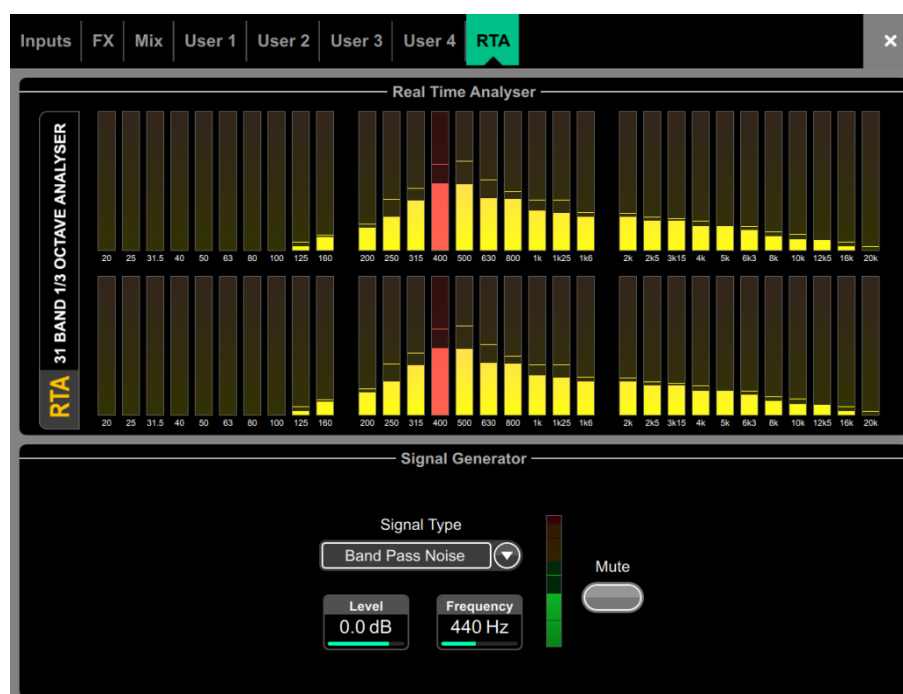 Inputs FX Mix User 1 User 2 User 3 User 4 RTA ×
Real Time Analyser
RTA 31 BAND 1/3 OCTAVE ANALYSER
20 25 31.5 40 50 63 80 100 125 160 200 250 315 400 500 630 800 1k 1k25 1k6 2k 2k5 3k15 4k 5k 6k3 8k 10k 12k5 16k 20k
20 25 31.5 40 50 63 80 100 125 160 200 250 315 400 500 630 800 1k 1k25 1k6 2k 2k5 3k15 4k 5k 6k3 8k 10k 12k5 16k 20k
Signal Generator
Signal Type
Band Pass Noise
Mute
Level Frequency
0.0 dB 440 Hz